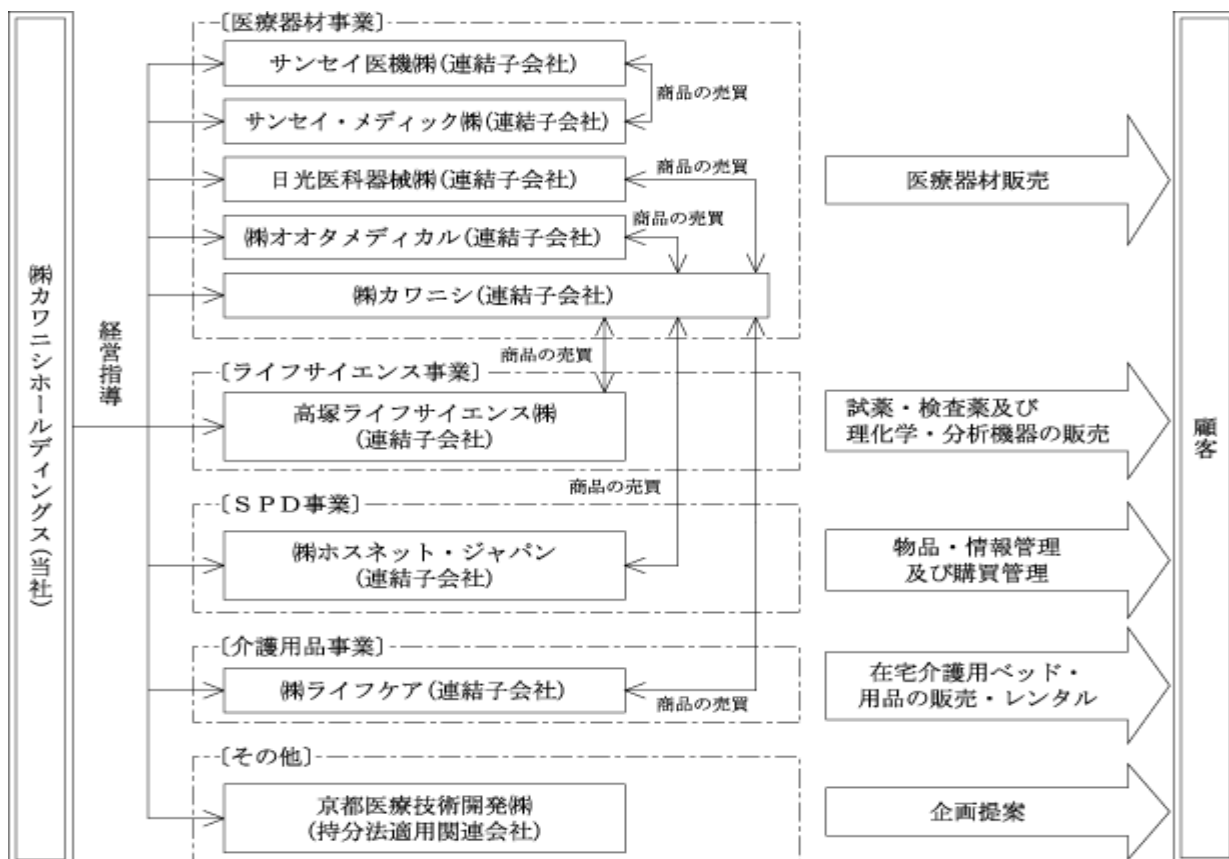 ㈱カワニシホールディングス(当社)
経営指導
〔医療器材事業〕
サンセイ医機㈱(連結子会社)
商品の売買
サンセイ・メディック㈱(連結子会社)
日光医科器械㈱(連結子会社)
商品の売買
㈱オオタメディカル(連結子会社)
商品の売買
㈱カワニシ(連結子会社)
医療器材販売
商品の売買
〔ライフサイエンス事業〕
高塚ライフサイエンス㈱
(連結子会社)
試薬・検査薬及び
理化学・分析機器の販売
商品の売買
〔ＳＰＤ事業〕
㈱ホスネット・ジャパン
(連結子会社)
物品・情報管理
及び購買管理
〔介護用品事業〕
㈱ライフケア(連結子会社)
商品の売買
在宅介護用ベッド・
用品の販売・レンタル
〔その他〕
京都医療技術開発㈱
(持分法適用関連会社)
企画提案
顧客